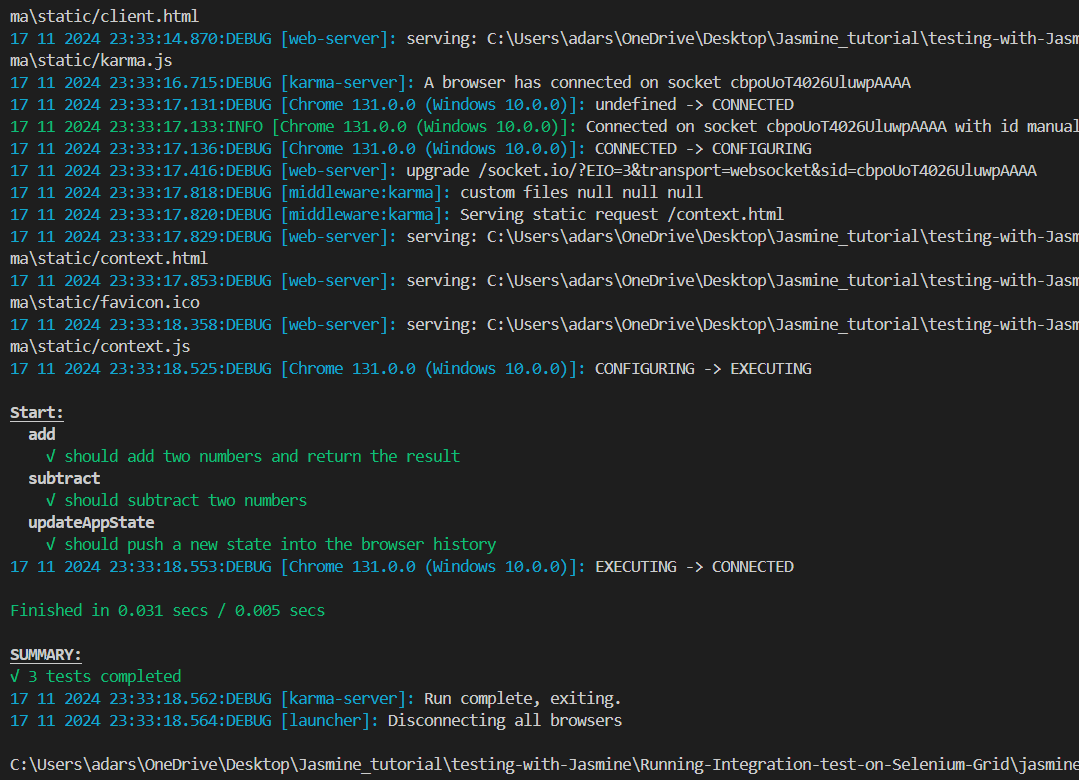 ma\static/client.html
17 11 2024 23:33:14.870:DEBUG [web-server]: serving: C:\Users\adars\OneDrive\Desktop\Jasmine_tutorial\testing-with-Jasm
ma\static/karma.js
17 11 2024 23:33:16.715:DEBUG [karma-server]: A browser has connected on socket cbpoUoT4026UluwpAAAA
17 11 2024 23:33:17.131:DEBUG [Chrome 131.0.0 (Windows 10.0.0)]: undefined -> CONNECTED
17 11 2024 23:33:17.133:INFO [Chrome 131.0.0 (Windows 10.0.0)]: Connected on socket cbpoUoT4026UluwpAAAA with id manual
17 11 2024 23:33:17.136:DEBUG [Chrome 131.0.0 (Windows 10.0.0)]: CONNECTED -> CONFIGURING
17 11 2024 23:33:17.416:DEBUG [web-server]: upgrade /socket.io/?EIO=3&transport=websocket&sid=cbpoUoT4026UluwpAAAA
17 11 2024 23:33:17.818:DEBUG [middleware:karma]: custom files null null null
17 11 2024 23:33:17.820:DEBUG [middleware:karma]: Serving static request /context.html
17 11 2024 23:33:17.829:DEBUG [web-server]: serving: C:\Users\adars\OneDrive\Desktop\Jasmine_tutorial\testing-with-Jasm
ma\static/context.html
17 11 2024 23:33:17.853:DEBUG [web-server]: serving: C:\Users\adars\OneDrive\Desktop\Jasmine_tutorial\testing-with-Jasm
ma\static/favicon.ico
17 11 2024 23:33:18.358:DEBUG [web-server]: serving: C:\Users\adars\OneDrive\Desktop\Jasmine_tutorial\testing-with-Jasm
ma\static/context.js
17 11 2024 23:33:18.525:DEBUG [Chrome 131.0.0 (Windows 10.0.0)]: CONFIGURING -> EXECUTING
Start:
add
√ should add two numbers and return the result
subtract
√ should subtract two numbers
updateAppState
√ should push a new state into the browser history
17 11 2024 23:33:18.553:DEBUG [Chrome 131.0.0 (Windows 10.0.0)]: EXECUTING -> CONNECTED
Finished in 0.031 secs / 0.005 secs
SUMMARY:
√ 3 tests completed
17 11 2024 23:33:18.562:DEBUG [karma-server]: Run complete, exiting.
17 11 2024 23:33:18.564:DEBUG [launcher]: Disconnecting all browsers
C:\Users\adars\OneDrive\Desktop\Jasmine_tutorial\testing-with-Jasmine\Running-Integration-test-on-Selenium-Grid\jasmine